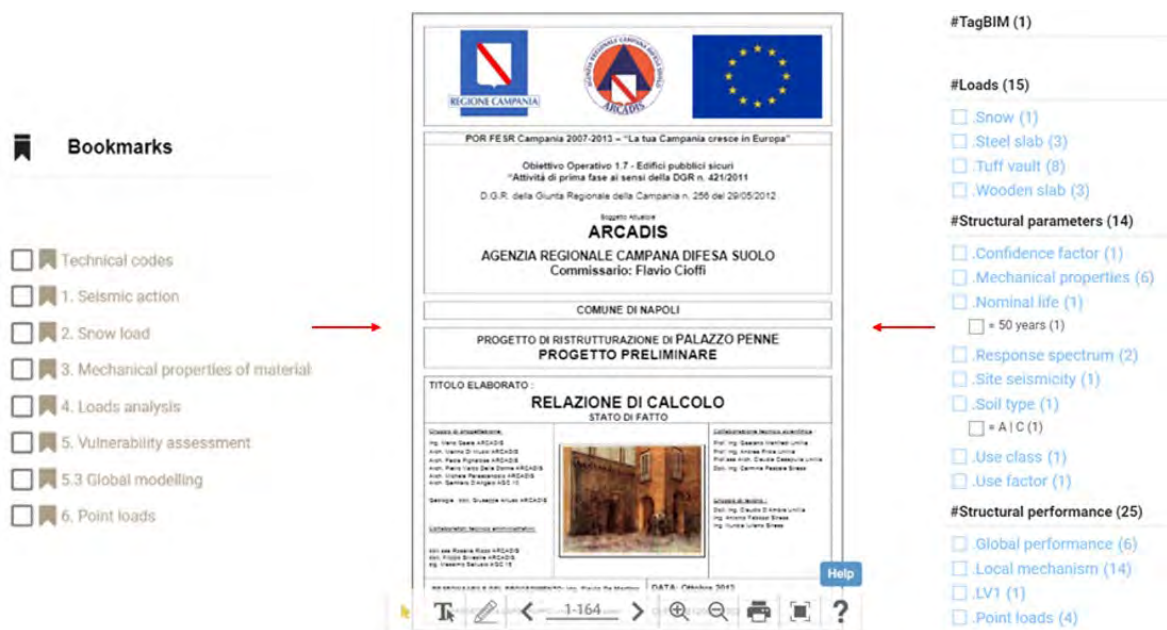 Bookmarks
Technical codes
1. Seismic action
2. Snow load
3. Mechanical properties of material
4. Loads analysis
5. Vulnerability assessment
5.3 Global modelling
6. Point loads
REGIONE CAMPANIA
AGENZIA REGIONALE CAMPANA DIFESA SUOLO
ARCADIS
POR FESR Campania 2007-2013 – "La tua Campania cresce in Europa"
Obiettivo Operativo 1.7 - Edifici pubblici sicuri
"Attività di prima fase ai sensi della DGR n. 421/2011
D.G.R. della Giunta Regionale della Campania n. 256 del 29/05/2012
Soggetto Attuatore
ARCADIS
AGENZIA REGIONALE CAMPANA DIFESA SUOLO
Commissario: Flavio Cioffi
COMUNE DI NAPOLI
PROGETTO DI RISTRUTTURAZIONE DI PALAZZO PENNE
PROGETTO PRELIMINARE
TITOLO ELABORATO :
RELAZIONE DI CALCOLO
STATO DI FATTO
Gruppo di progettazione:
DATA: Ottobre 2012
Help
1-164
#TagBIM (1)
#Loads (15)
.Snow (1)
.Steel slab (3)
.Tuff vault (8)
.Wooden slab (3)
#Structural parameters (14)
.Confidence factor (1)
.Mechanical properties (6)
.Nominal life (1)
= 50 years (1)
.Response spectrum (2)
.Site seismicity (1)
.Soil type (1)
= A | C (1)
.Use class (1)
.Use factor (1)
#Structural performance (25)
.Global performance (6)
.Local mechanism (14)
.LV1 (1)
.Point loads (4)